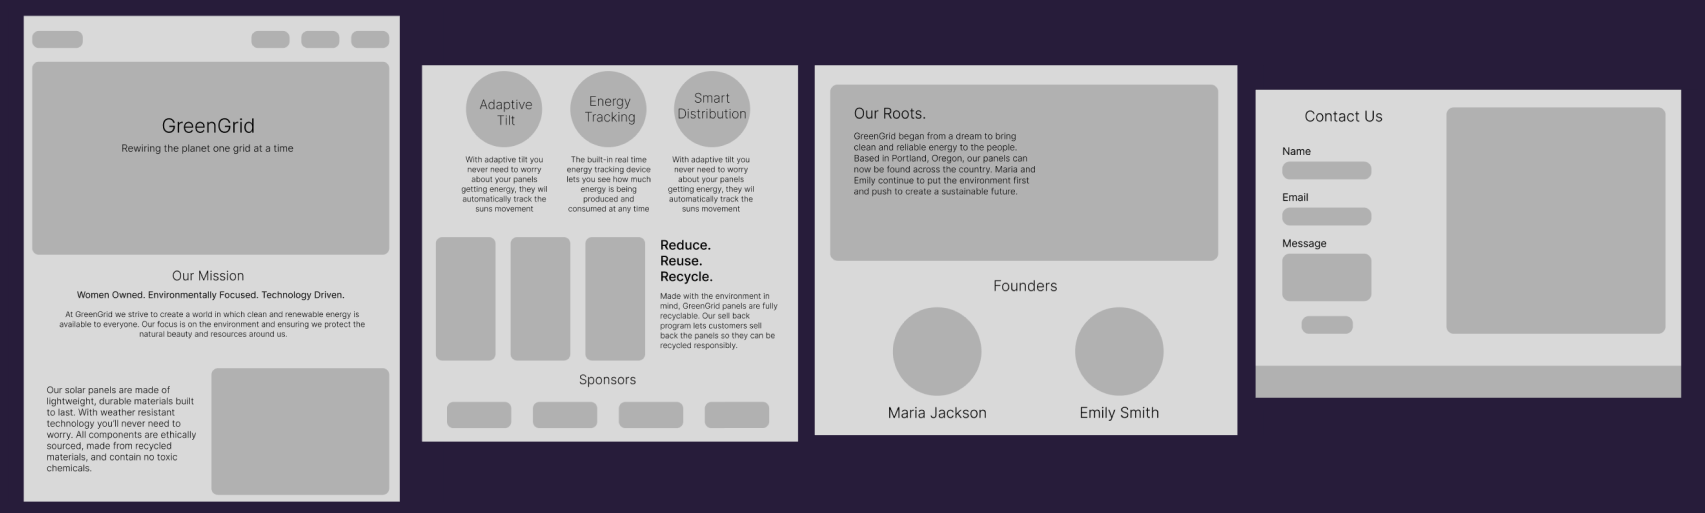 GreenGrid
Rewiring the planet one grid at a time
Our Mission
Women Owned. Environmentally Focused. Technology Driven.
At GreenGrid we strive to create a world in which clean and renewable energy is
available to everyone. Our focus is on the environment and ensuring we protect the
natural beauty and resources around us.
Our solar panels are made of
lightweight, durable materials built
to last. With weather resistant
technology you'll never need to
worry. All components are ethically
sourced, made from recycled
materials, and contain no toxic
chemicals.
Adaptive
Tilt
With adaptive tilt you
never need to worry
about your panels
getting energy, they wil
automatically track the
suns movement
Energy
Tracking
The built-in real time
energy tracking device
lets you see how much
energy is being
produced and
consumed at any time
Smart
Distribution
With adaptive tilt you
never need to worry
about your panels
getting energy, they wil
automatically track the
suns movement
Reduce.
Reuse.
Recycle.
Made with the environment in
mind, GreenGrid panels are fully
recyclable. Our sell back
program lets customers sell
back the panels so they can be
recycled responsibly.
Sponsors
Our Roots.
GreenGrid began from a dream to bring
clean and reliable energy to the people.
Based in Portland, Oregon, our panels can
now be found across the country. Maria and
Emily continue to put the environment first
and push to create a sustainable future.
Founders
Maria Jackson
Emily Smith
Contact Us
Name
Email
Message